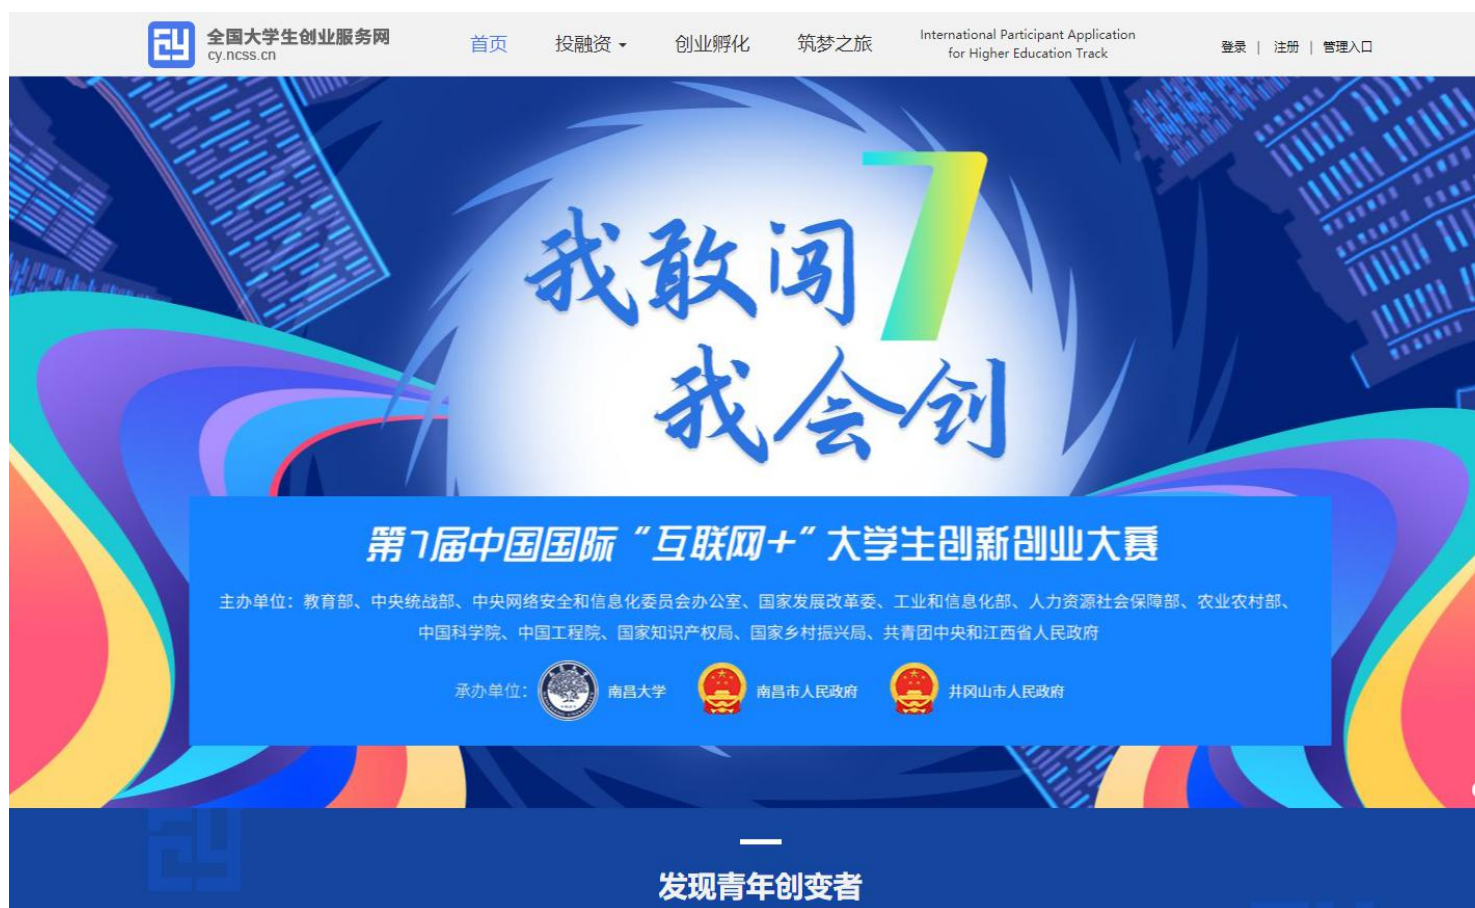 全国大学生创业服务网
cy.ncss.cn
首页
投融资
创业孵化
筑梦之旅
International Participant Application
for Higher Education Track
登录 | 注册 | 管理入口
7
我敢闯
我会创
第7届中国国际“互联网+”大学生创新创业大赛
主办单位：教育部、中央统战部、中央网络安全和信息化委员会办公室、国家发展改革委、工业和信息化部、人力资源社会保障部、农业农村部、
中国科学院、中国工程院、国家知识产权局、国家乡村振兴局、共青团中央和江西省人民政府
承办单位：
南昌大学
南昌市人民政府
井冈山市人民政府
发现青年创变者